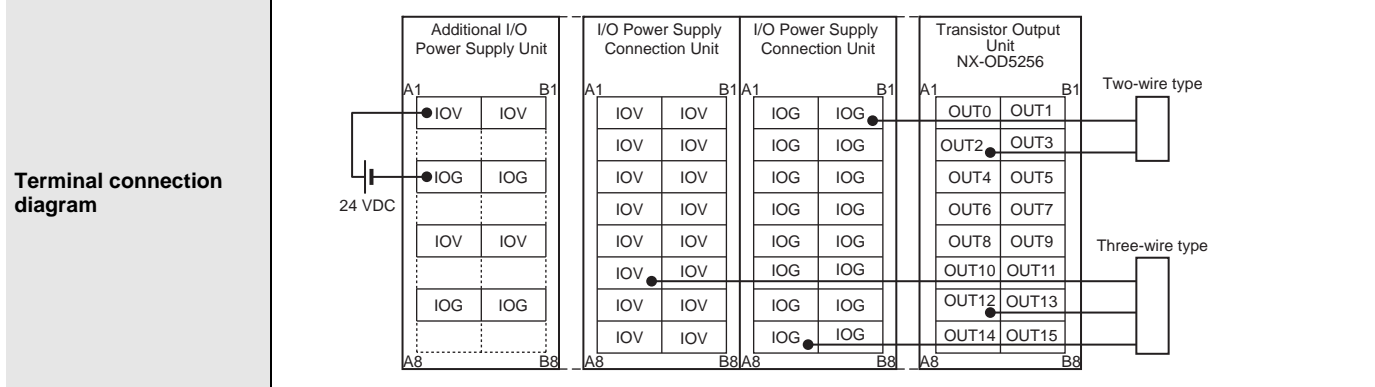 Terminal connection
diagram
24 VDC
Additional I/O
Power Supply Unit
A1 B1
IOV IOV
IOG IOG
IOV IOV
IOG IOG
A8 B8
I/O Power Supply
Connection Unit
A1 B1
IOV IOV
IOV IOV
IOV IOV
IOV IOV
IOV IOV
IOV IOV
IOV IOV
IOV IOV
A8 B8
I/O Power Supply
Connection Unit
A1 B1
IOG IOG
IOG IOG
IOG IOG
IOG IOG
IOG IOG
IOG IOG
IOG IOG
IOG IOG
A8 B8
Transistor Output
Unit
NX-OD5256
A1 B1
OUT0 OUT1
OUT2 OUT3
OUT4 OUT5
OUT6 OUT7
OUT8 OUT9
OUT10 OUT11
OUT12 OUT13
OUT14 OUT15
A8 B8
Two-wire type
Three-wire type